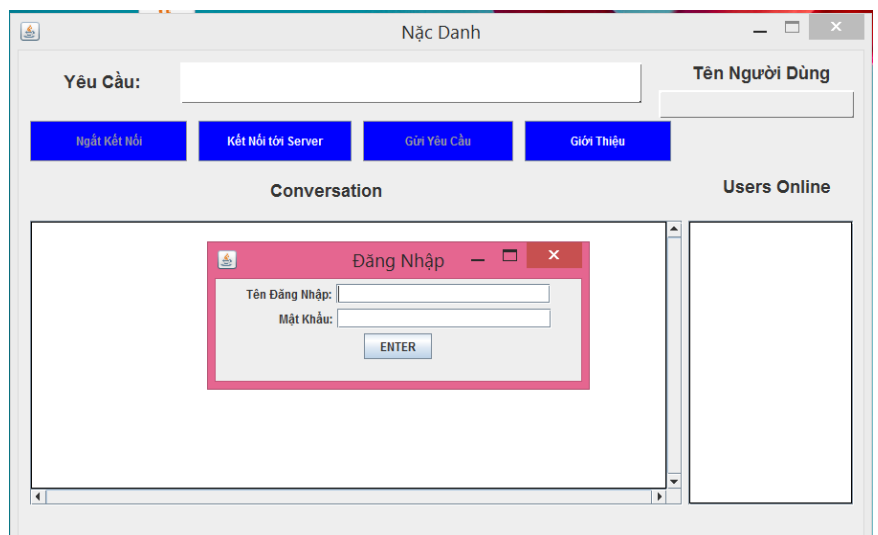 Nặc Danh
Yêu Cầu:
Tên Người Dùng
Ngắt Kết Nối
Kết Nối tới Server
Gửi Yêu Cầu
Giới Thiệu
Conversation
Users Online
Đăng Nhập
Tên Đăng Nhập:
Mật Khẩu:
ENTER